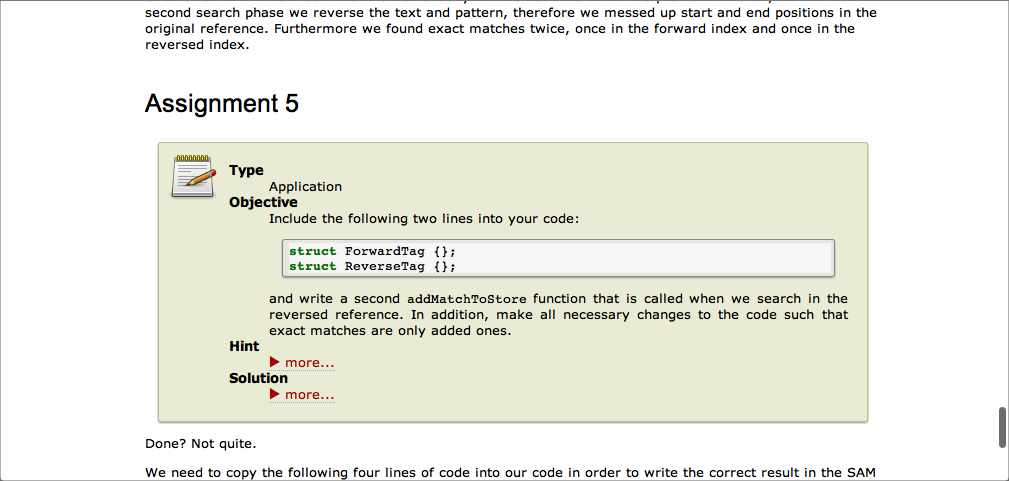 second search phase we reverse the text and pattern, therefore we messed up start and end positions in the
original reference. Furthermore we found exact matches twice, once in the forward index and once in the
reversed index.
Assignment 5
Type
Application
Objective
Include the following two lines into your code:
struct ForwardTag {};
struct ReverseTag {};
and write a second addMatchToStore function that is called when we search in the
reversed reference. In addition, make all necessary changes to the code such that
exact matches are only added ones.
Hint
▶ more...
Solution
▶ more...
Done? Not quite.
We need to copy the following four lines of code into our code in order to write the correct result in the SAM